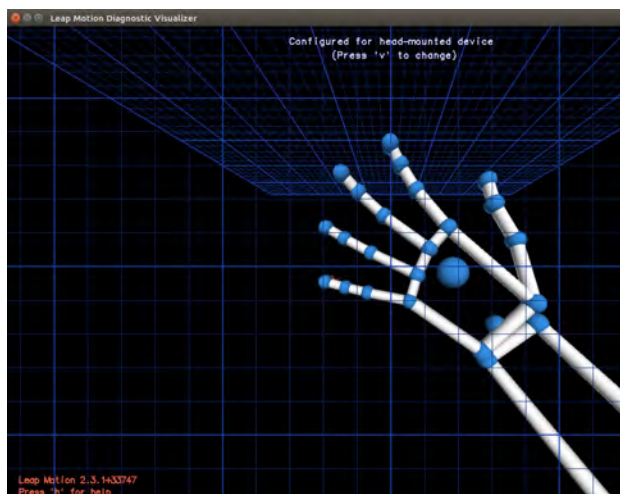 Leap Motion Diagnostic Visualizer
Configured for head-mounted device
(Press 'v' to change)
Leap Motion 2.3.1+33747
Press 'h' for help